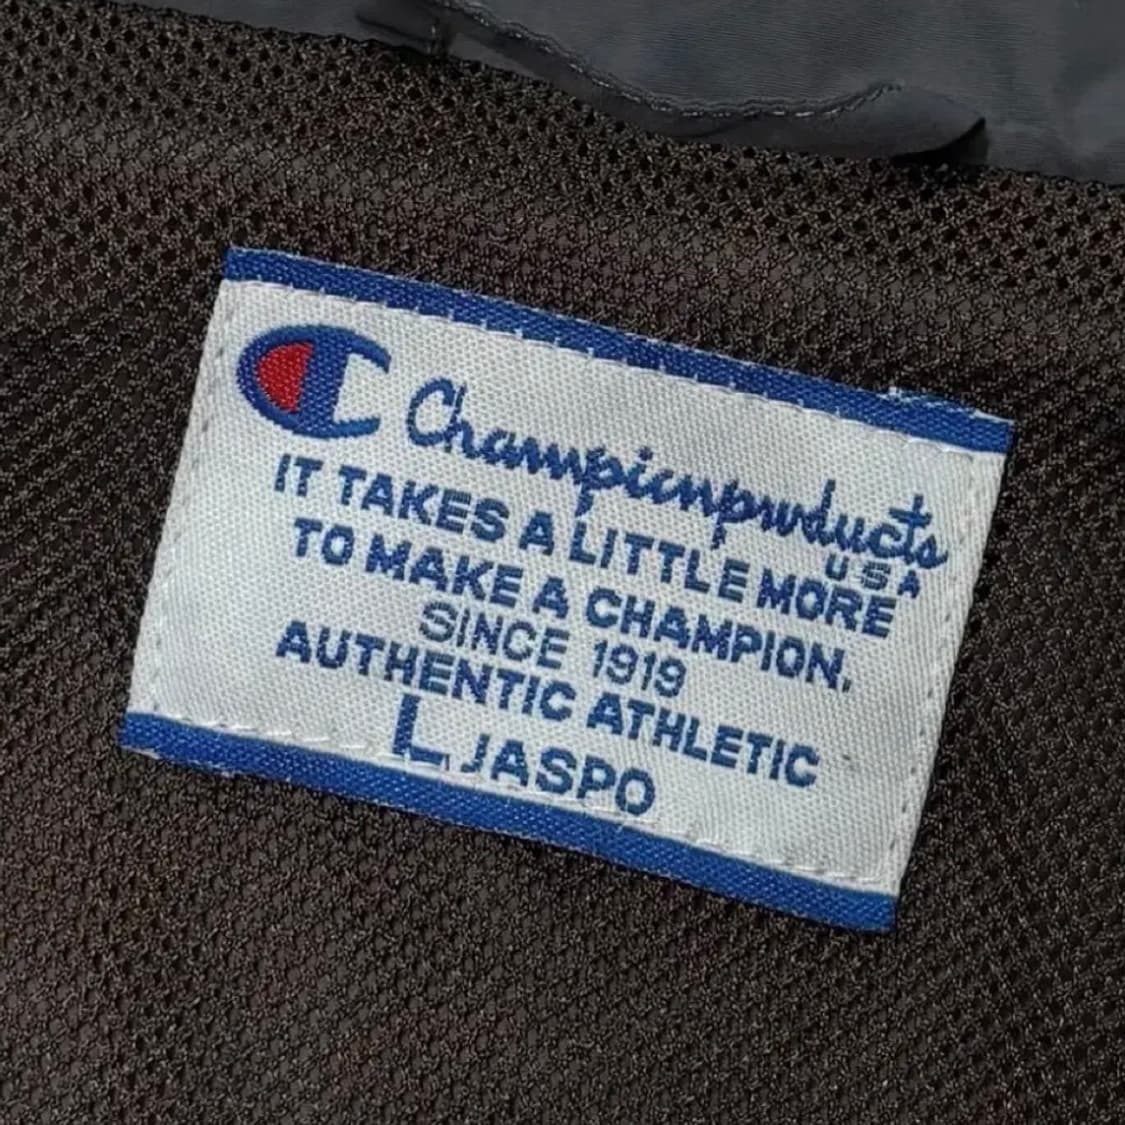 Championproducts
USA
IT TAKES A LITTLE MORE
TO MAKE A CHAMPION.
SINCE 1919
AUTHENTIC ATHLETIC
L JASPO